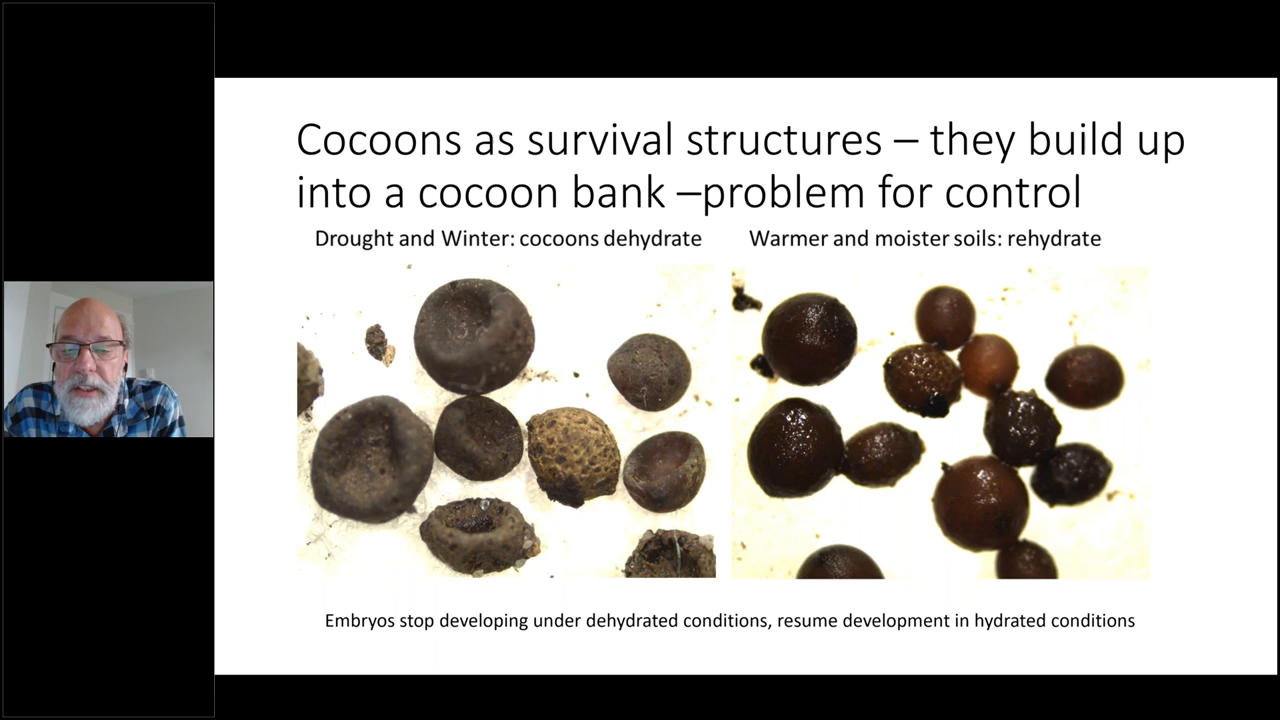 Cocoons as survival structures – they build up
into a cocoon bank –problem for control
Drought and Winter: cocoons dehydrate
Warmer and moister soils: rehydrate
Embryos stop developing under dehydrated conditions, resume development in hydrated conditions